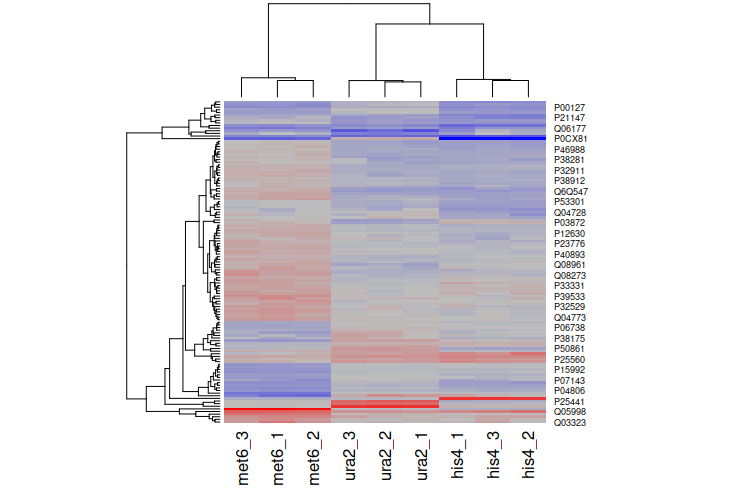 P00127
P21147
Q06177
P0CX81
P46988
P38281
P32911
P38912
Q6Q547
P53301
Q04728
P03872
P12630
P23776
P40893
Q08961
Q08273
P33331
P39533
P32529
Q04773
P06738
P38175
P50861
P25560
P15992
P07143
P04806
P25441
Q05998
Q03323
met6_3
met6_1
met6_2
ura2_3
ura2_2
ura2_1
his4_1
his4_3
his4_2